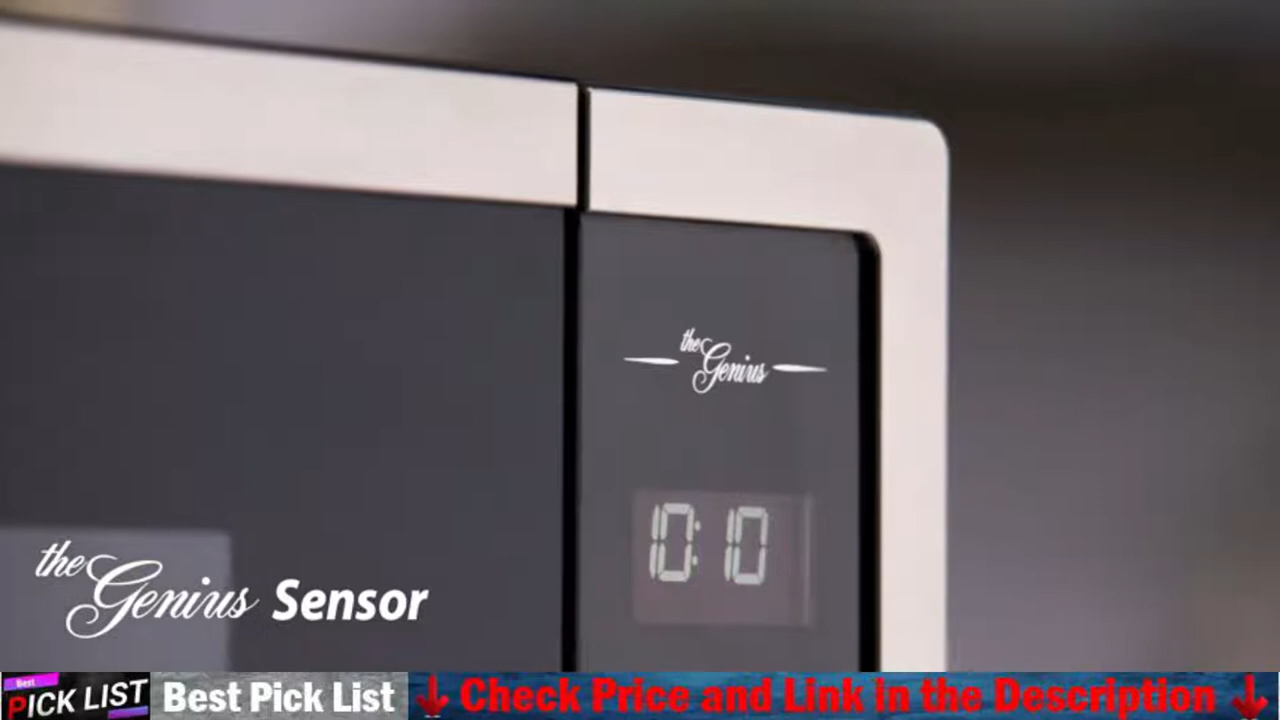 the Genius
10:10
the Genius Sensor
Best
PICK LIST
Best Pick List
Check Price and Link in the Description